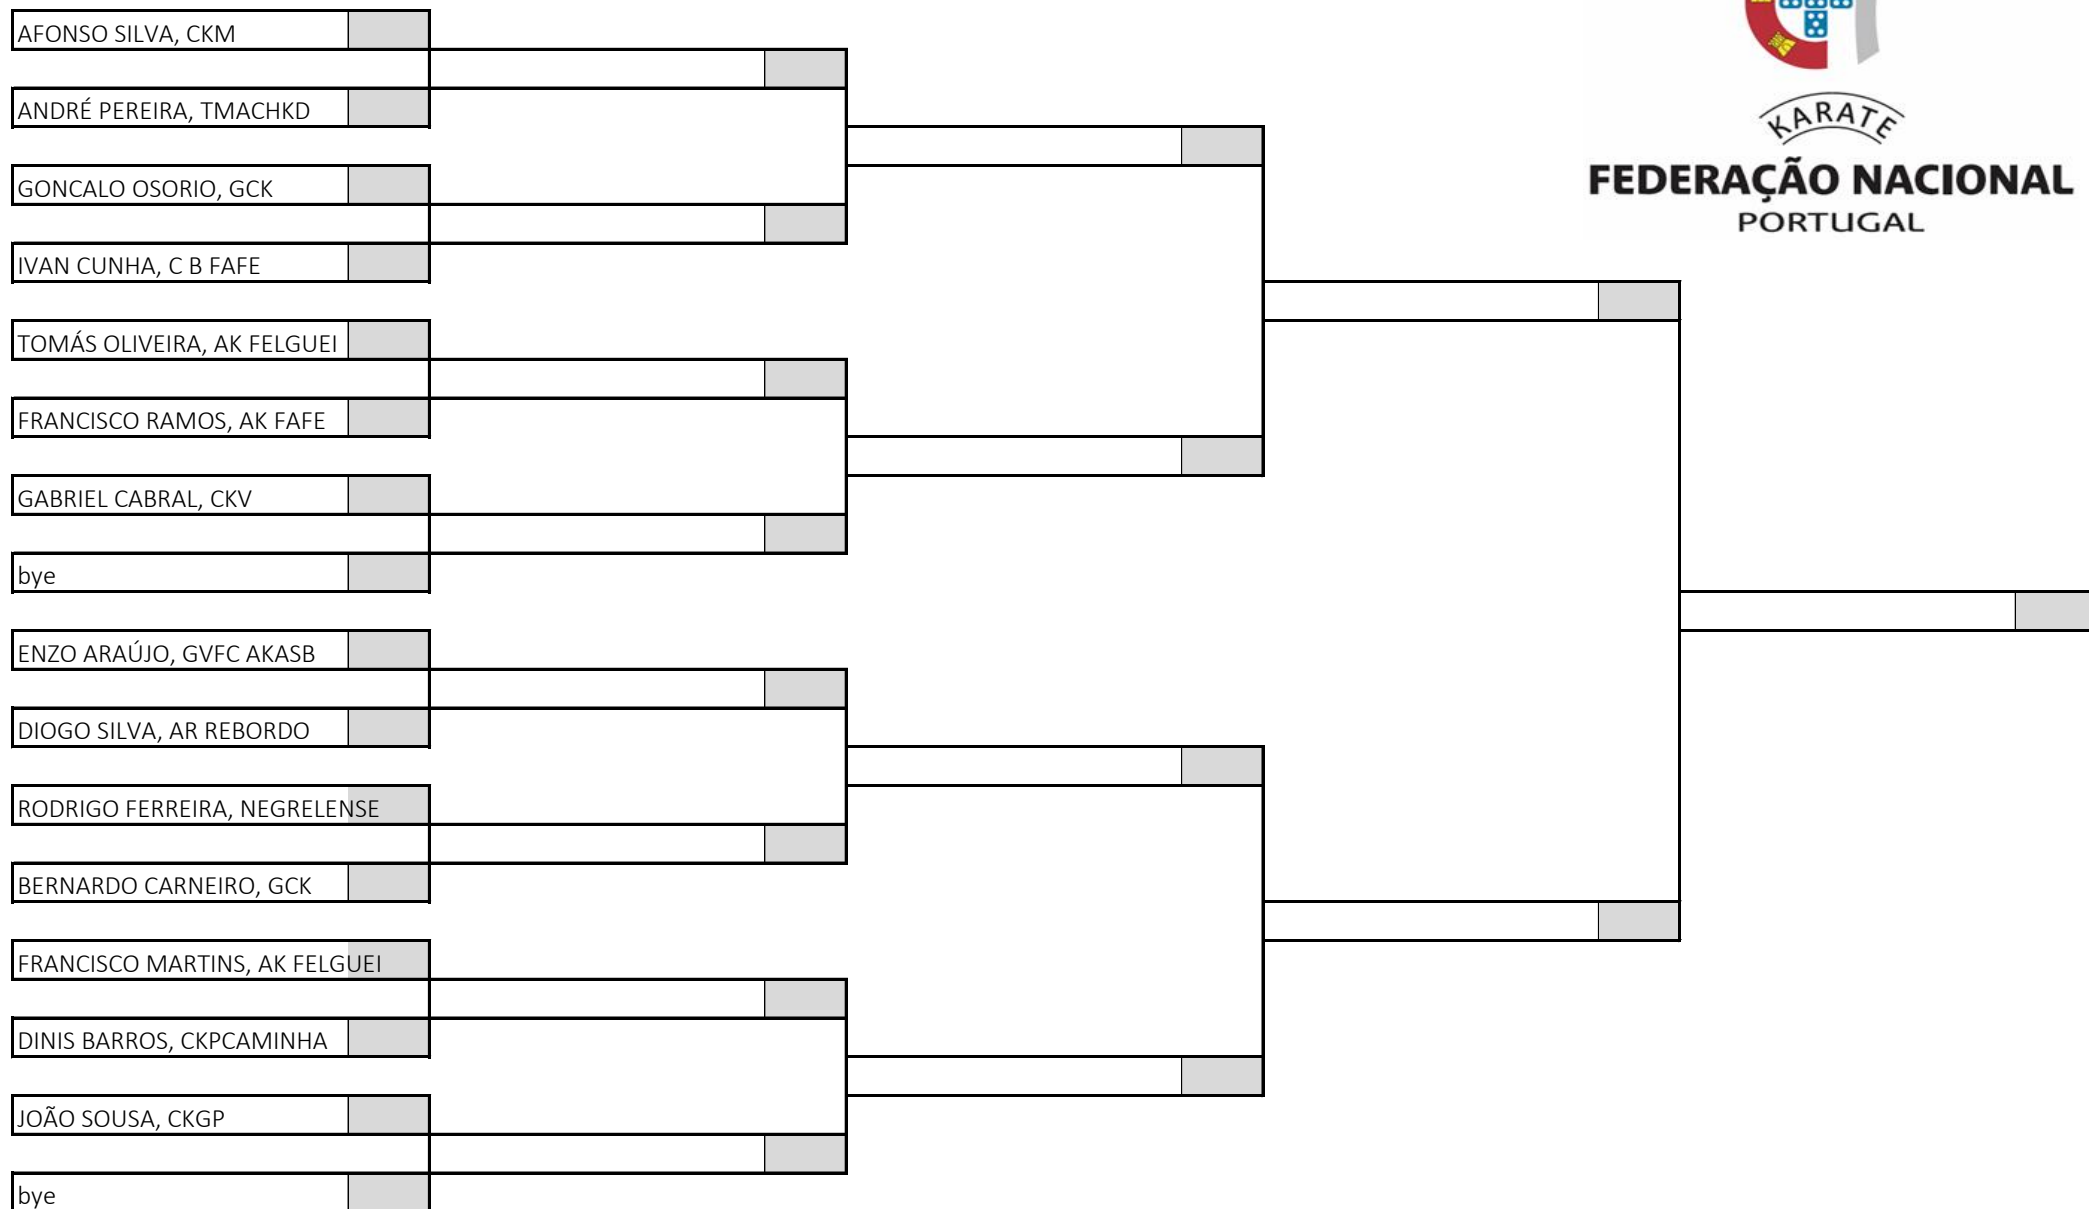 AFONSO SILVA, CKM
ANDRÉ PEREIRA, TMACHKD
GONCALO OSORIO, GCK
IVAN CUNHA, C B FAFE
TOMÁS OLIVEIRA, AK FELGUEI
FRANCISCO RAMOS, AK FAFE
GABRIEL CABRAL, CKV
bye
ENZO ARAÚJO, GVFC AKASB
DIOGO SILVA, AR REBORDO
RODRIGO FERREIRA, NEGRELENSE
BERNARDO CARNEIRO, GCK
FRANCISCO MARTINS, AK FELGUEI
DINIS BARROS, CKPCAMINHA
JOÃO SOUSA, CKGP
bye
KARATE
FEDERAÇÃO NACIONAL
PORTUGAL